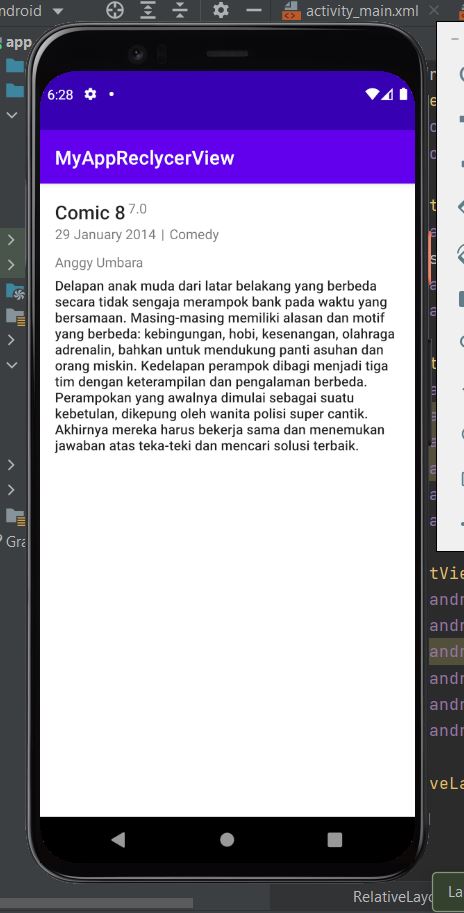 ndroid
activity_main.xml
app
6:28
MyAppReclycerView
Comic 8 7.0
29 January 2014 | Comedy
Anggy Umbara
Delapan anak muda dari latar belakang yang berbeda
secara tidak sengaja merampok bank pada waktu yang
bersamaan. Masing-masing memiliki alasan dan motif
yang berbeda: kebingungan, hobi, kesenangan, olahraga
adrenalin, bahkan untuk mendukung panti asuhan dan
orang miskin. Kedelapan perampok dibagi menjadi tiga
tim dengan keterampilan dan pengalaman berbeda.
Perampokan yang awalnya dimulai sebagai suatu
kebetulan, dikepung oleh wanita polisi super cantik.
Akhirnya mereka harus bekerja sama dan menemukan
jawaban atas teka-teki dan mencari solusi terbaik.
Gra
tVie
andr
andr
andr
andr
andr
andr
veLa
RelativeLayo
La